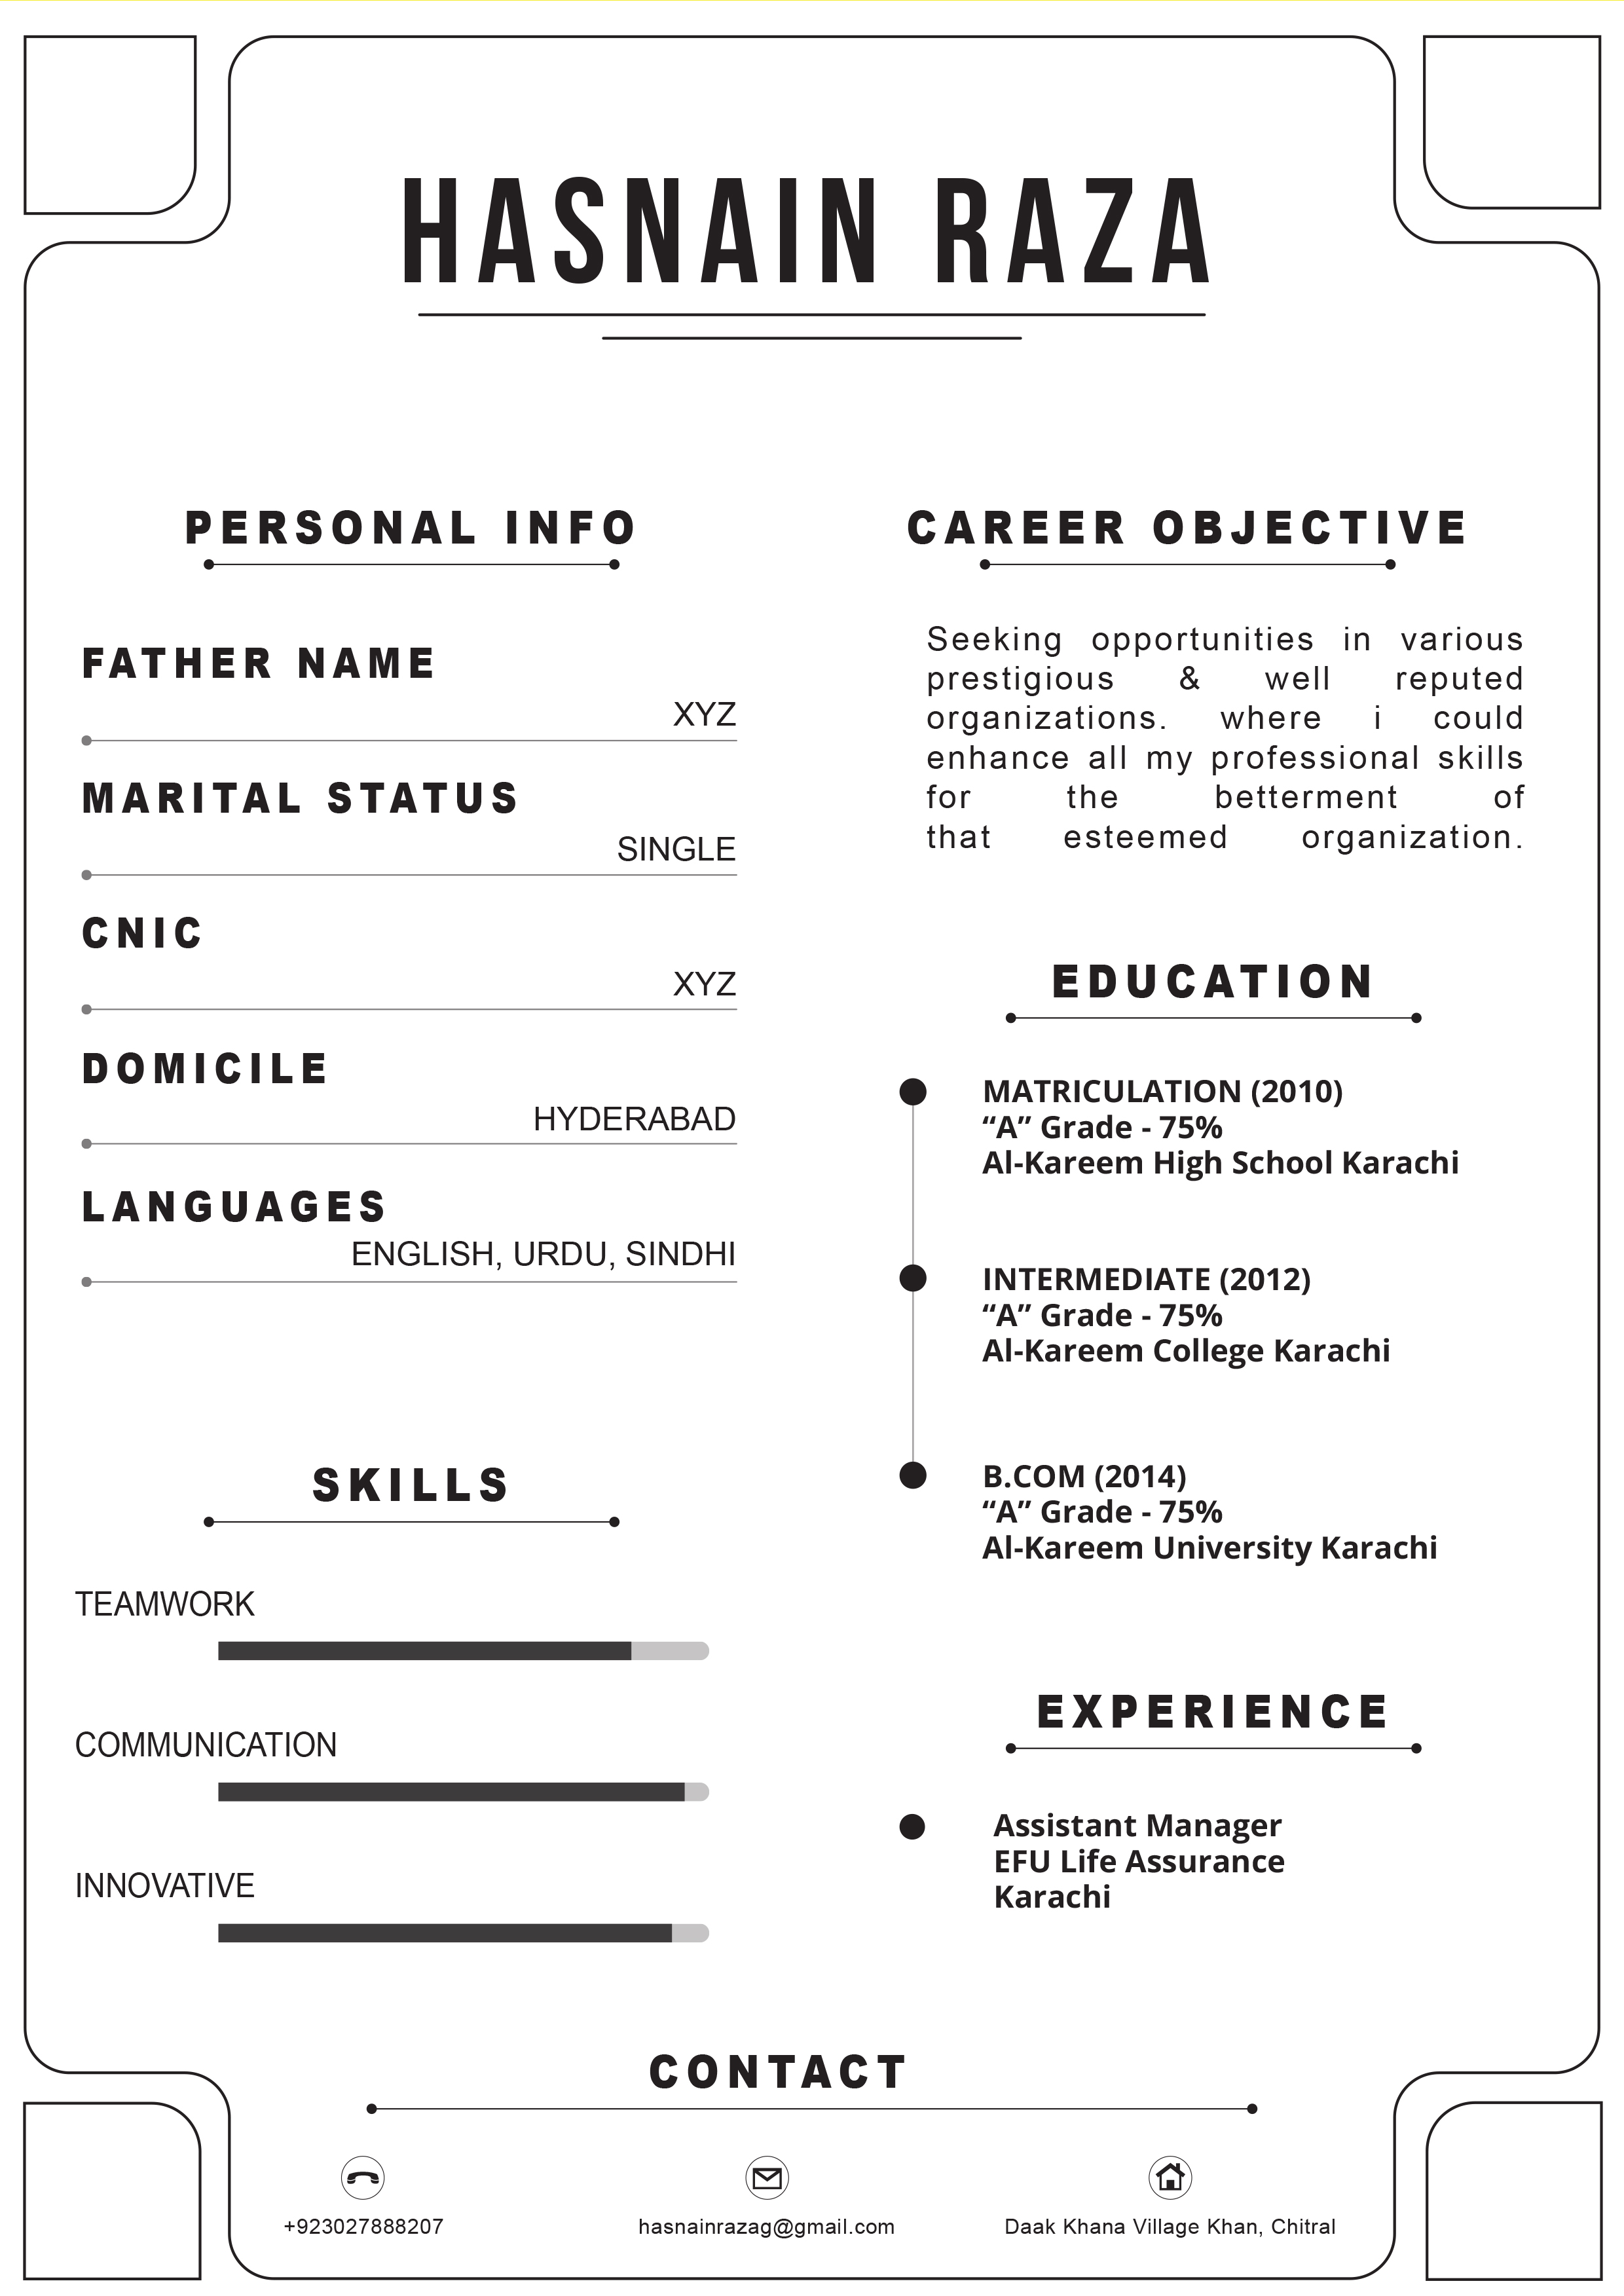 HASNAIN RAZA
PERSONAL INFO
FATHER NAME
XYZ
MARITAL STATUS
SINGLE
CNIC
XYZ
DOMICILE
HYDERABAD
LANGUAGES
ENGLISH, URDU, SINDHI
SKILLS
TEAMWORK
COMMUNICATION
INNOVATIVE
CAREER OBJECTIVE
Seeking opportunities in various
prestigious & well reputed
organizations. where i could
enhance all my professional skills
for the betterment of
that esteemed organization.
EDUCATION
MATRICULATION (2010)
“A” Grade - 75%
Al-Kareem High School Karachi
INTERMEDIATE (2012)
“A” Grade - 75%
Al-Kareem College Karachi
B.COM (2014)
“A” Grade - 75%
Al-Kareem University Karachi
EXPERIENCE
Assistant Manager
EFU Life Assurance
Karachi
CONTACT
+923027888207
hasnainrazag@gmail.com
Daak Khana Village Khan, Chitral